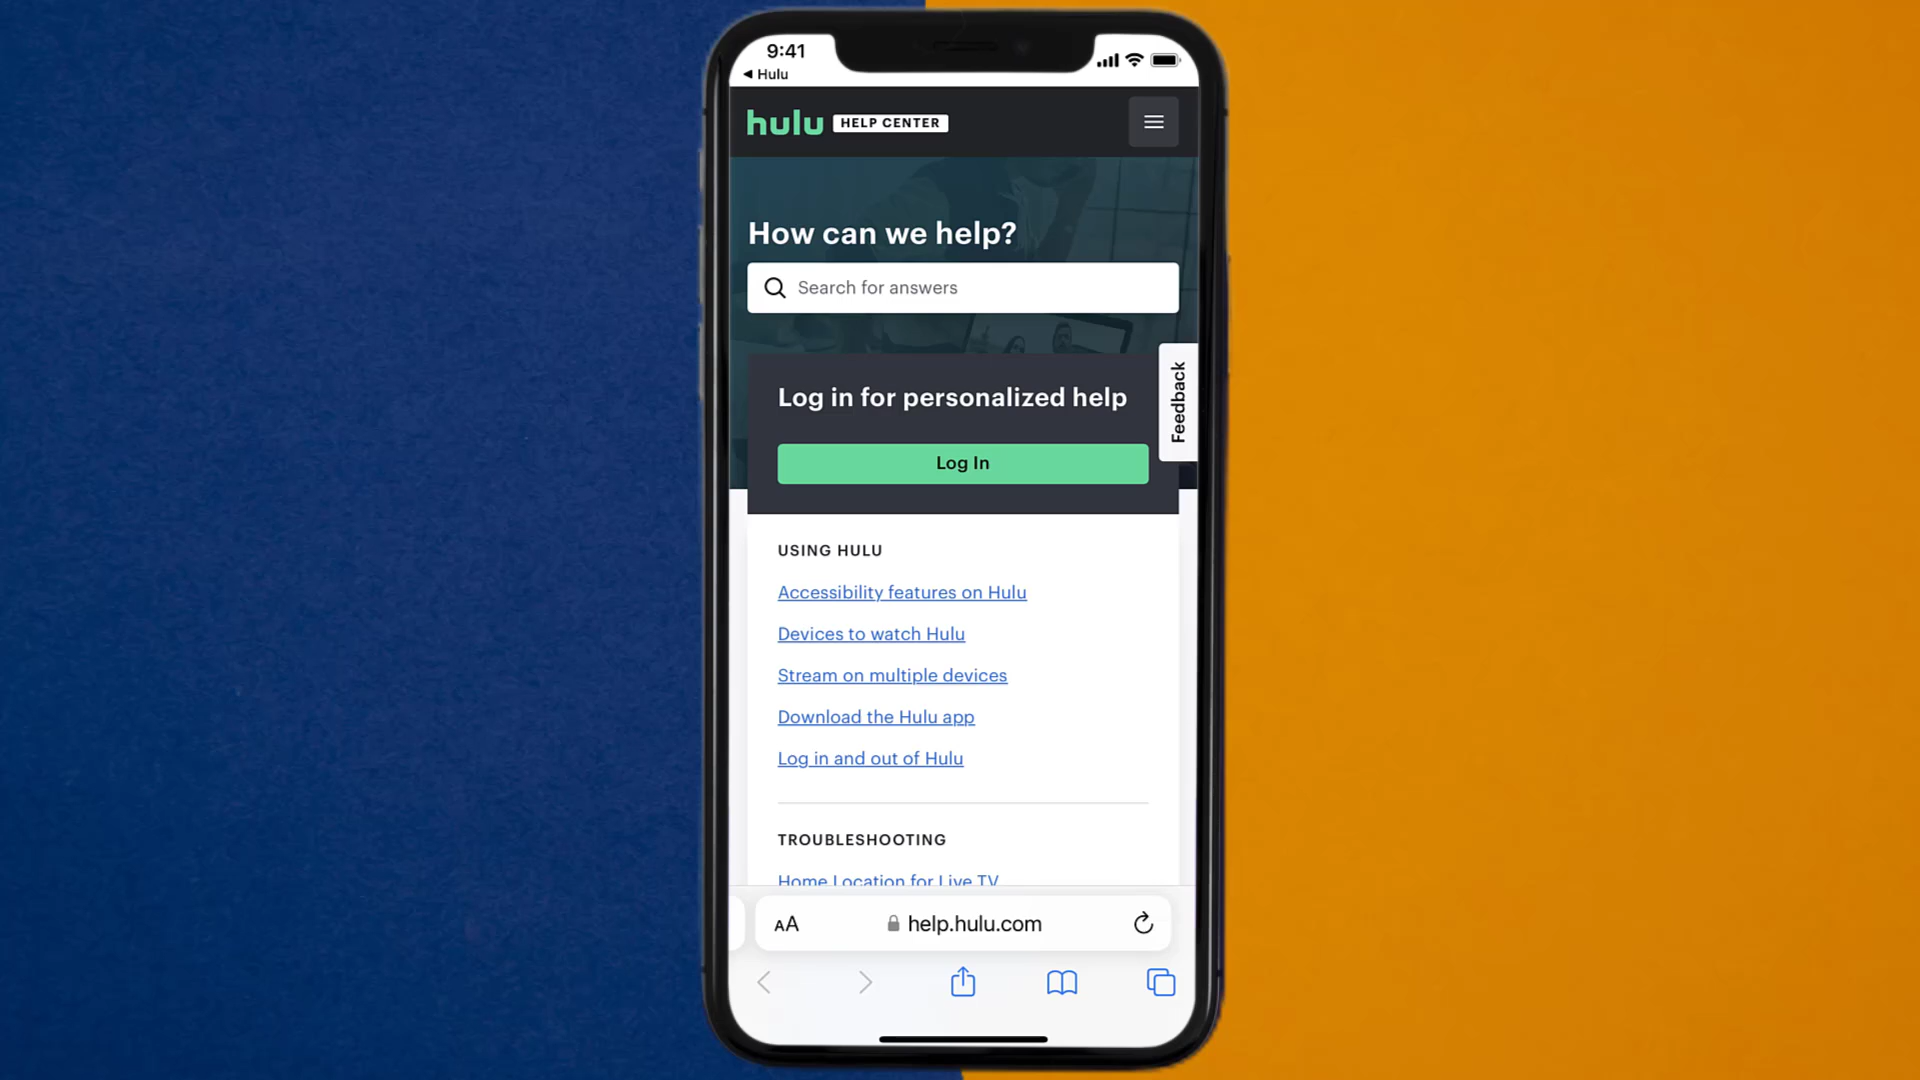 9:41
Hulu
hulu HELP CENTER
How can we help?
Search for answers
Feedback
Log in for personalized help
Log In
USING HULU
Accessibility features on Hulu
Devices to watch Hulu
Stream on multiple devices
Download the Hulu app
Log in and out of Hulu
TROUBLESHOOTING
Home Location for Live TV
AA
help.hulu.com